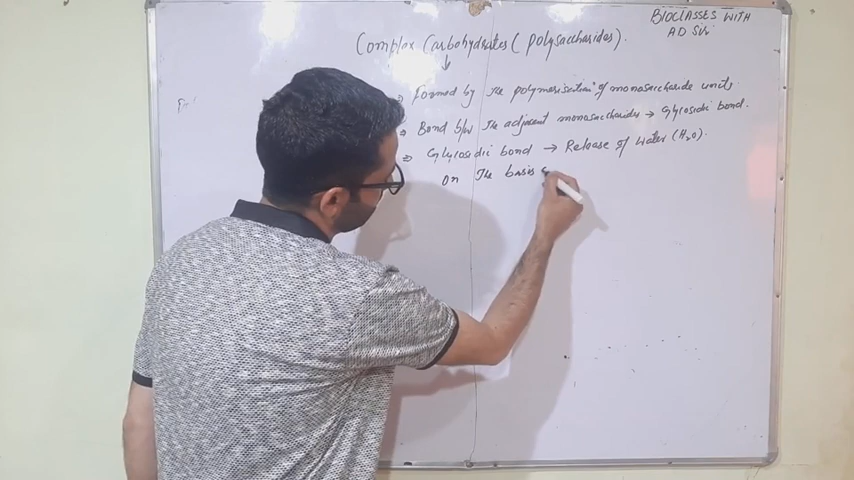 BIOCLASSES WITH
AD Sir
Complex Carbohydrates (Polysaccharides).
Formed by the polymerisation of monosaccharide units.
Bond b/w the adjacent monosaccharides → Glycosidic bond.
Glycosidic bond → Release of water (H₂O).
On the basis